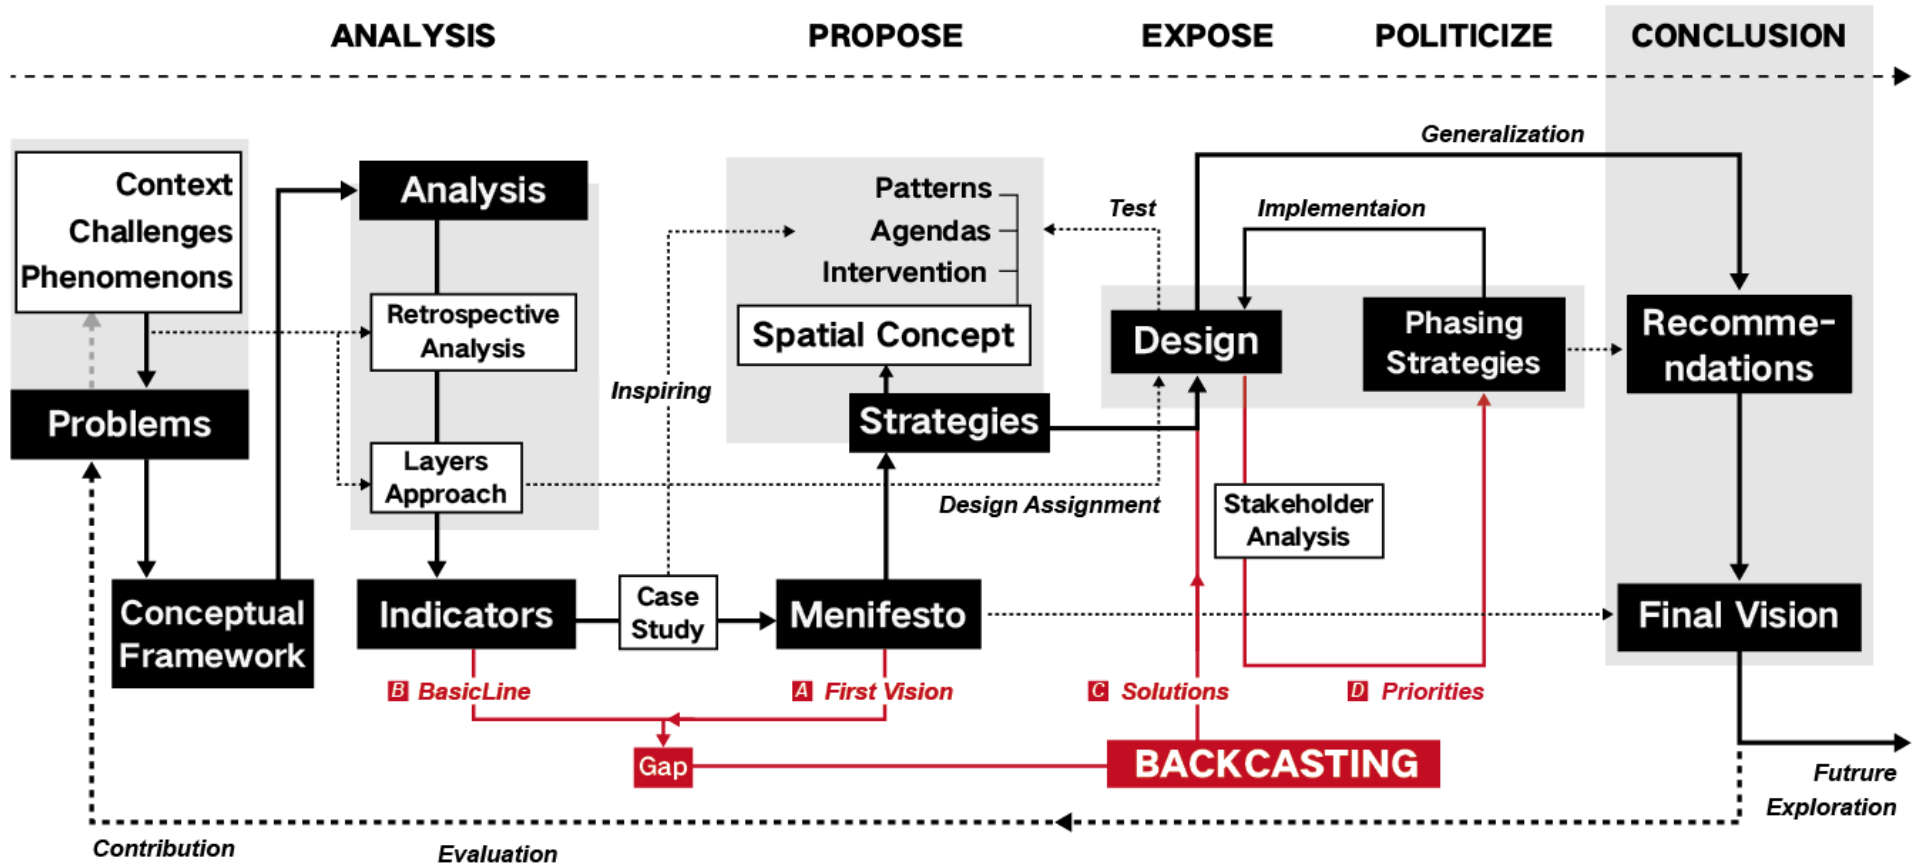 ANALYSIS
PROPOSE
EXPOSE
POLITICIZE
CONCLUSION
Generalization
Context
Challenges
Phenomenons
Analysis
Patterns
Agendas
Intervention
Test
Implementaion
Retrospective
Analysis
Spatial Concept
Design
Phasing
Strategies
Recomme-
ndations
Inspiring
Problems
Strategies
Layers
Approach
Design Assignment
Stakeholder
Analysis
Conceptual
Framework
Indicators
Case
Study
Menifesto
Final Vision
B BasicLine
A First Vision
C Solutions
D Priorities
Gap
BACKCASTING
Futrure
Exploration
Contribution
Evaluation